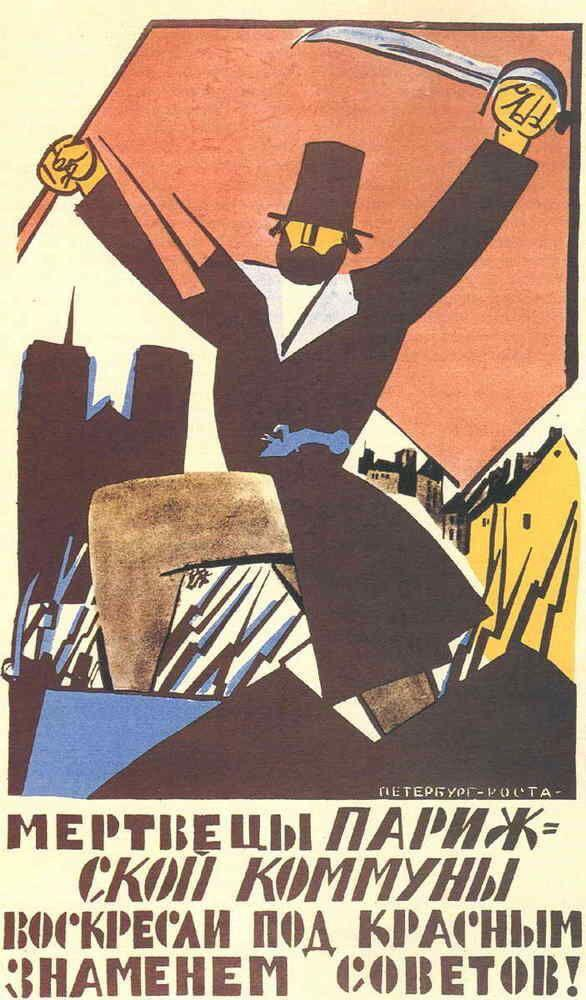 ПЕТЕРБУРГ-РОСТА-
МЕРТВЕЦЫ ПАРИЖ=
СКОЙ КОММУНЫ
ВОСКРЕСЛИ ПОД КРАСНЫМ
ЗНАМЕНЕМ СОВЕТОВ!